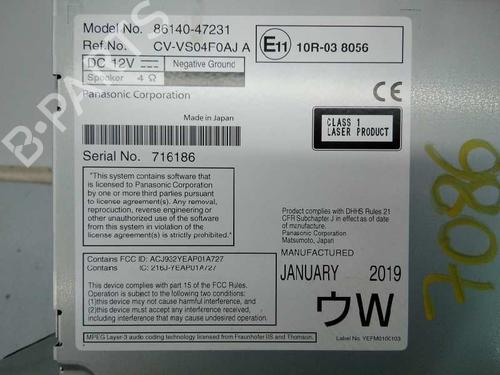 Model No. 86140-47231
Ref.No. CV-VS04F0AJ A
DC 12V Negative Ground
Speaker 4 Ω
Panasonic Corporation
E11 10R-03 8056
Made in Japan
CE
CLASS 1
LASER PRODUCT
Serial No. 716186
"This system contains software that
is licensed to Panasonic Corporation
by one or more third parties pursuant
to license agreement(s). Any removal,
reproduction, reverse engineering or
other unauthorized use of the software
from this system in violation of the
license agreement(s) is strictly prohibited."
Product complies with DHHS Rules 21
CFR Subchapter J in effect as of date
of manufacture.
Panasonic Corporation
Matsumoto, Japan
MANUFACTURED
JANUARY 2019
Contains FCC ID: ACJ932YEAP01A727
Contains IC: 216J-YEAP01A727
This device complies with part 15 of the FCC Rules.
Operation is subject to the following two conditions:
(1)This device may not cause harmful interference, and
(2)this device must accept any interference received,
including interference that may cause undesired
operation.
ウW
MPEG Layer-3 audio coding technology licensed from Fraunhofer IIS and Thomson.
Label No. YEFM010X103
7086
B-PARTS